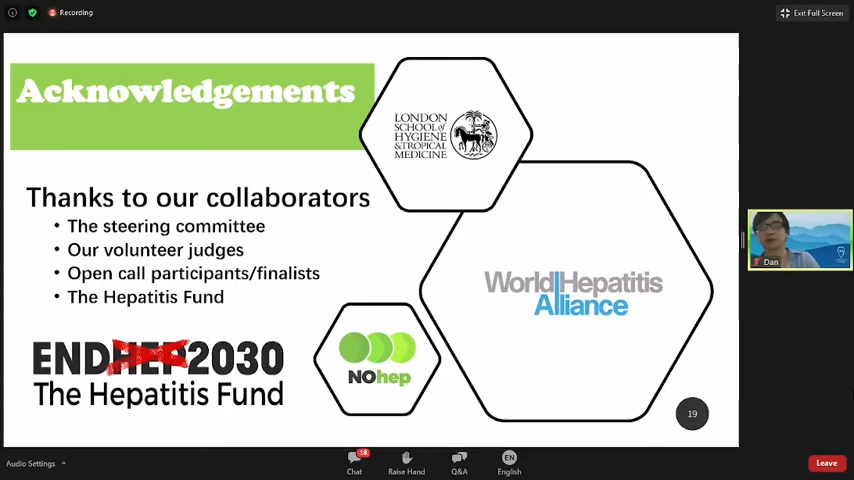 Recording
Exit Full Screen
Acknowledgements
LONDON
SCHOOL of
HYGIENE
& TROPICAL
MEDICINE
Thanks to our collaborators
• The steering committee
• Our volunteer judges
• Open call participants/finalists
• The Hepatitis Fund
World Hepatitis
Alliance
Dan
ENDHEP2030
The Hepatitis Fund
NOhep
19
Audio Settings
18
Chat
Raise Hand
Q&A
EN
English
Leave